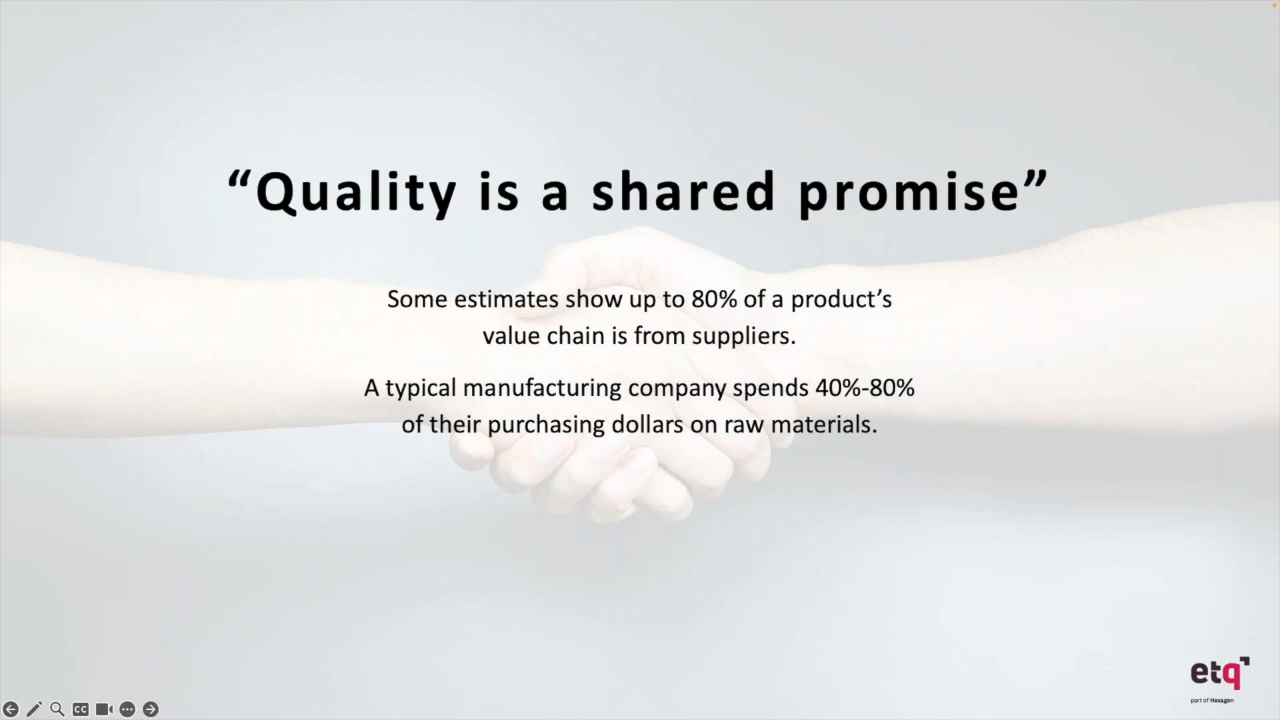 “Quality is a shared promise”
Some estimates show up to 80% of a product’s
value chain is from suppliers.
A typical manufacturing company spends 40%-80%
of their purchasing dollars on raw materials.
etq
part of Hexagon
CC